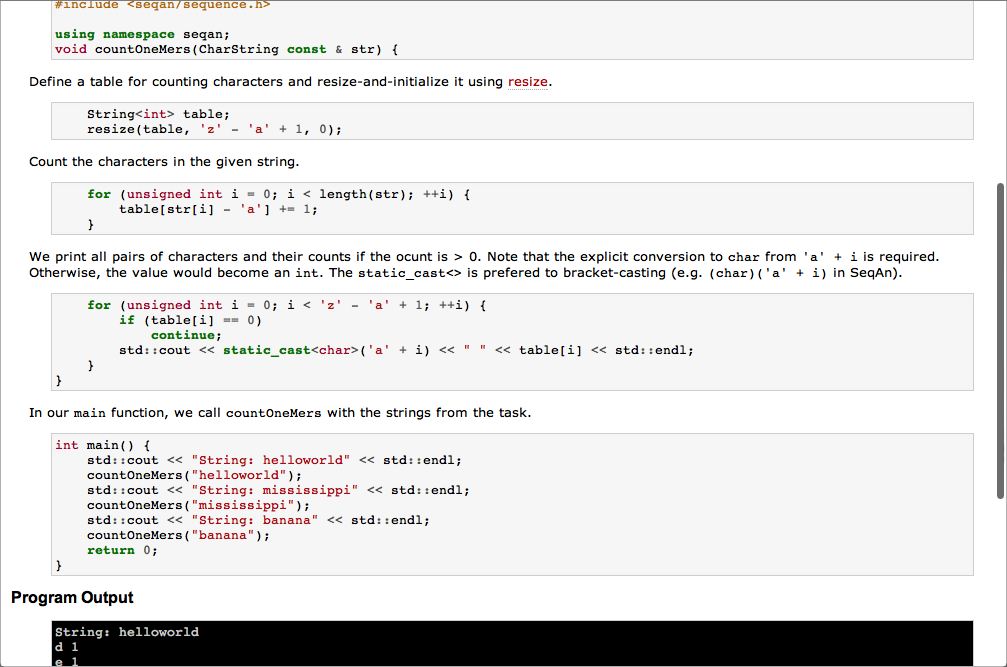 #include <seqan/sequence.h>
using namespace seqan;
void countOneMers(CharString const & str) {
Define a table for counting characters and resize-and-initialize it using resize.
String<int> table;
resize(table, 'z' - 'a' + 1, 0);
Count the characters in the given string.
for (unsigned int i = 0; i < length(str); ++i) {
table[str[i] - 'a'] += 1;
}
We print all pairs of characters and their counts if the ocunt is > 0. Note that the explicit conversion to char from 'a' + i is required.
Otherwise, the value would become an int. The static_cast<> is prefered to bracket-casting (e.g. (char)('a' + i) in SeqAn).
for (unsigned int i = 0; i < 'z' - 'a' + 1; ++i) {
if (table[i] == 0)
continue;
std::cout << static_cast<char>('a' + i) << " " << table[i] << std::endl;
}
}
In our main function, we call countOneMers with the strings from the task.
int main() {
std::cout << "String: helloworld" << std::endl;
countOneMers("helloworld");
std::cout << "String: mississippi" << std::endl;
countOneMers("mississippi");
std::cout << "String: banana" << std::endl;
countOneMers("banana");
return 0;
}
Program Output
String: helloworld
d 1
e 1